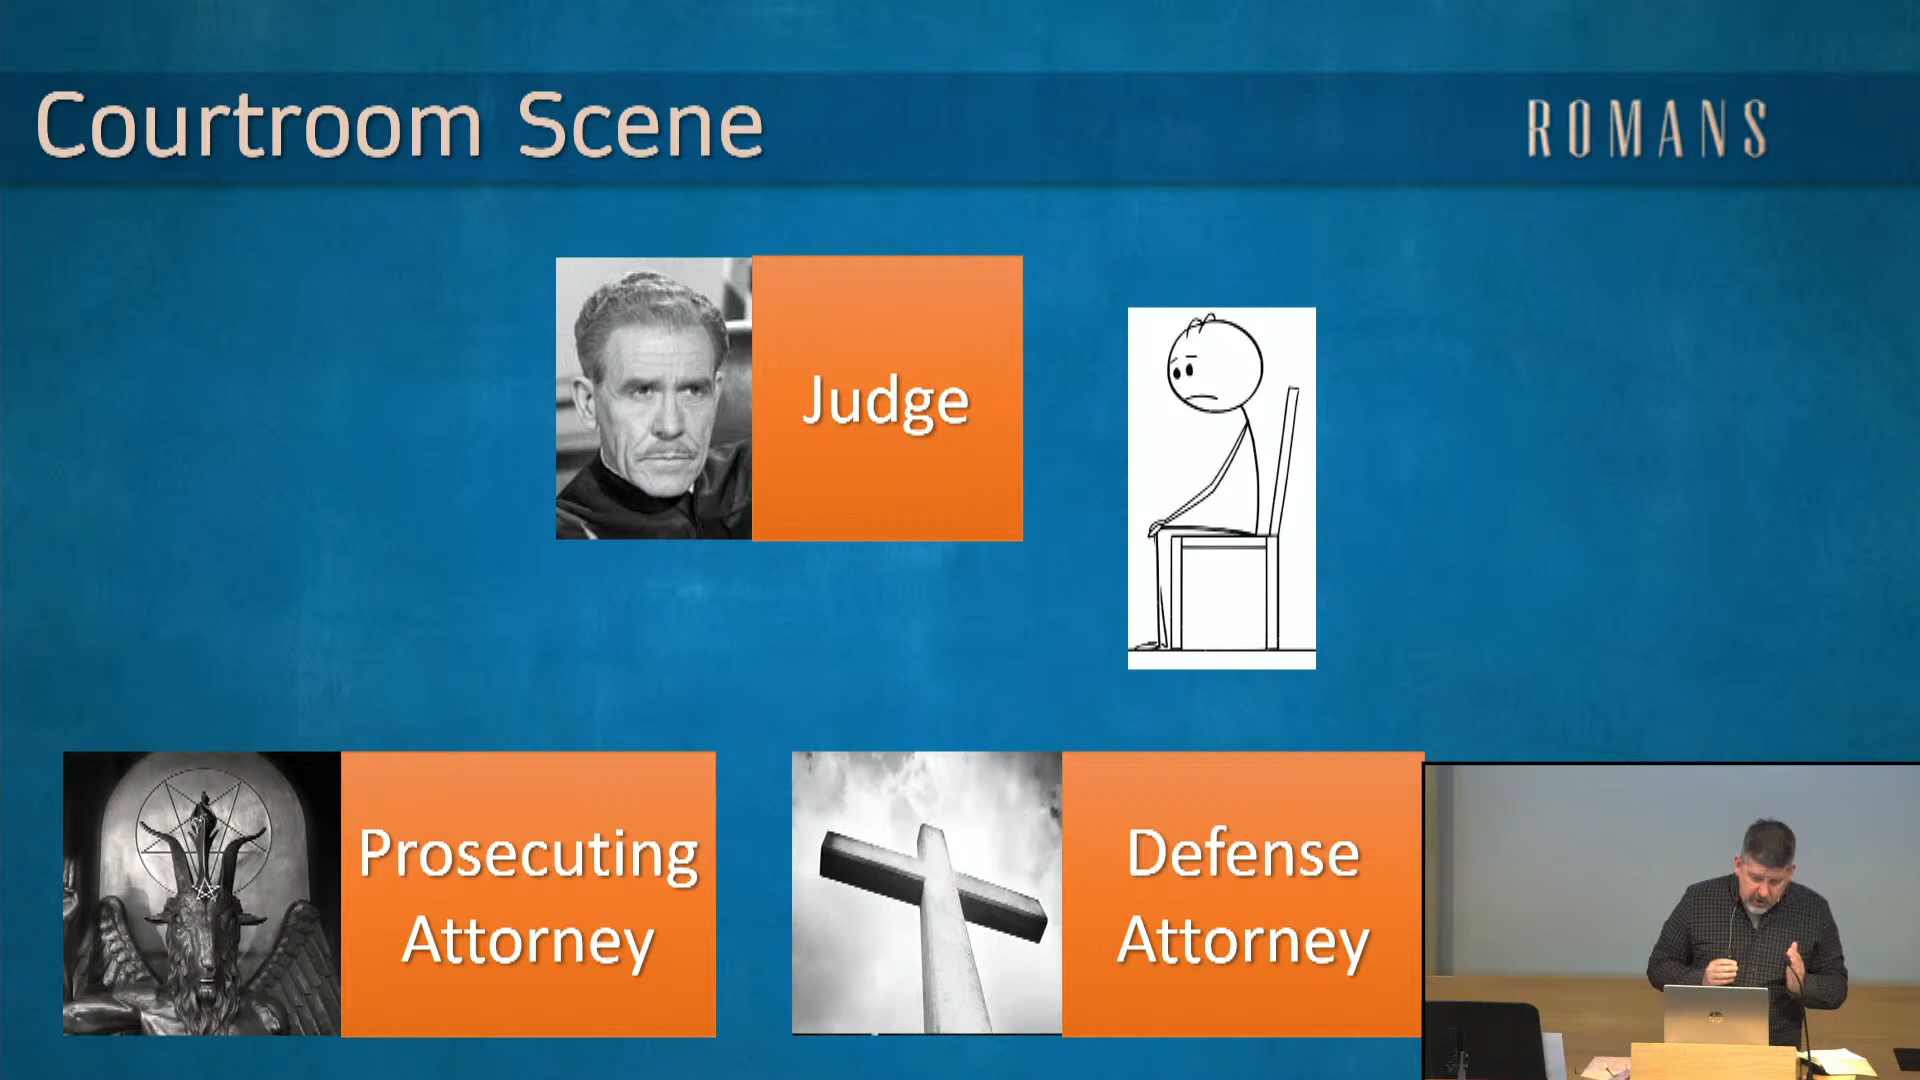 Courtroom Scene
ROMANS
Judge
Prosecuting
Attorney
Defense
Attorney